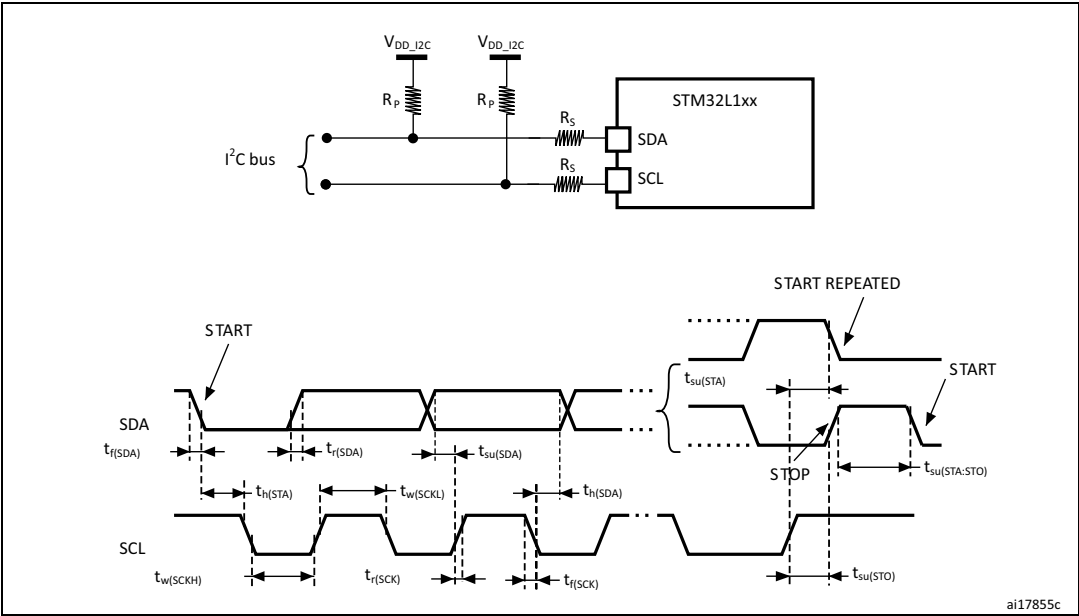 V_DD_I2C V_DD_I2C
R_P R_P
STM32L1xx
R_S
SDA
I²C bus
R_S
SCL
START REPEATED
START
t_su(STA)
START
SDA
t_f(SDA)
t_r(SDA)
t_su(SDA)
STOP
t_su(STA:STO)
t_h(STA)
t_w(SCKL)
t_h(SDA)
SCL
t_w(SCKH)
t_r(SCK)
t_f(SCK)
t_su(STO)
ai17855c